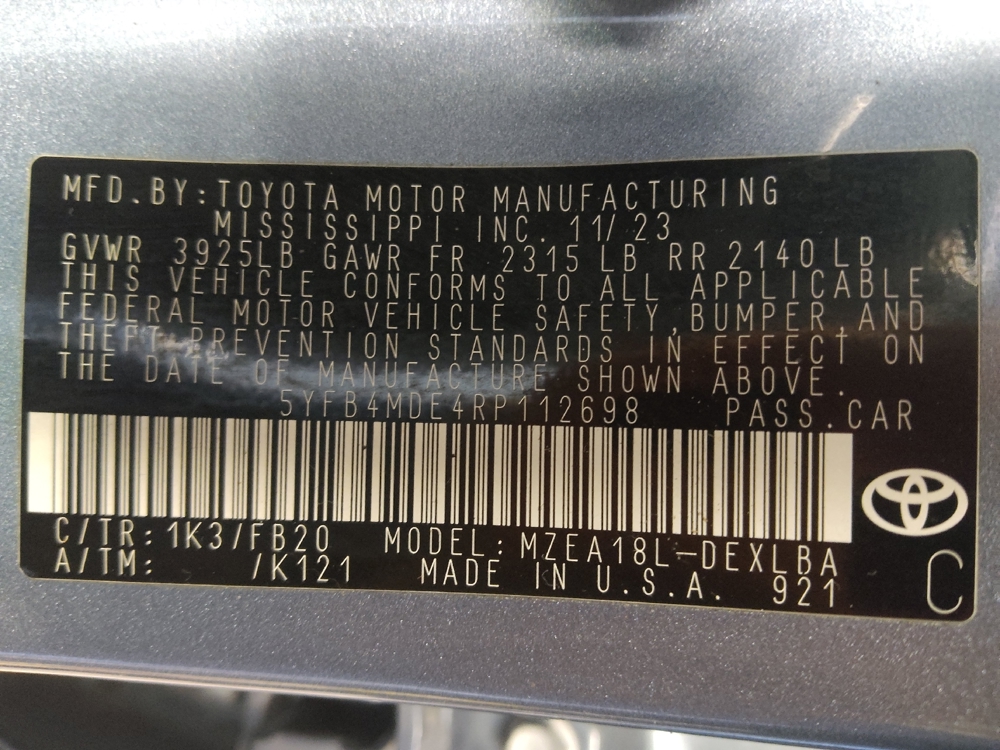 MFD.BY:TOYOTA MOTOR MANUFACTURING
MISSISSIPPI INC. 11/23
GVWR 3925LB GAWR FR 2315 LB RR 2140 LB
THIS VEHICLE CONFORMS TO ALL APPLICABLE
FEDERAL MOTOR VEHICLE SAFETY,BUMPER,AND
THEFT PREVENTION STANDARDS IN EFFECT ON
THE DATE OF MANUFACTURE SHOWN ABOVE.
5YFB4MDE4RP112698 PASS.CAR
C/TR:1K3/FB20 MODEL:MZEA18L-DEXLBA
A/TM: /K121 MADE IN U.S.A. 921
C